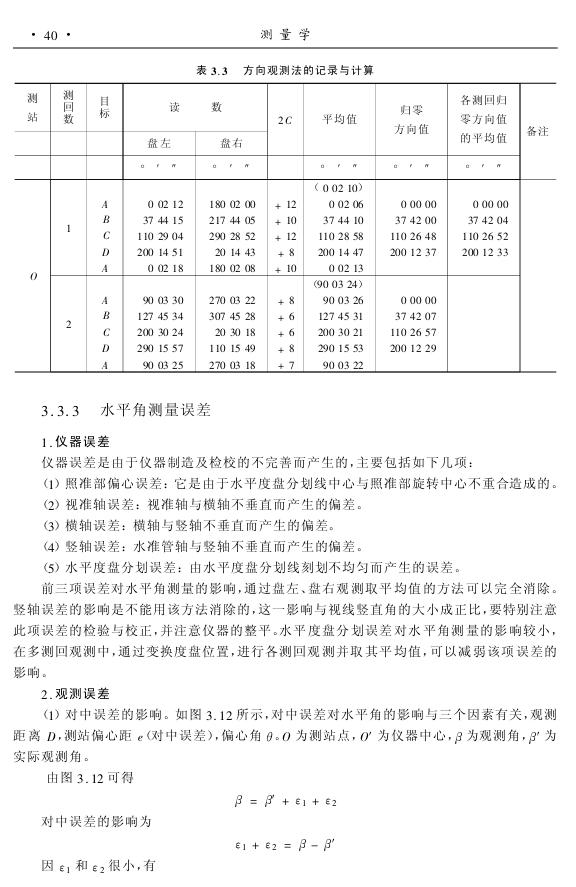 · 40 ·
测 量 学
表 3.3 方向观测法的记录与计算
测站 测回数 目标 读 数 2C 平均值 归零方向值 各测回归零方向值的平均值 备注
盘左 盘右
° ′ ″ ° ′ ″ ° ′ ″ ° ′ ″ ° ′ ″
( 0 02 10)
A 0 02 12 180 02 00 + 12 0 02 06 0 00 00 0 00 00
B 37 44 15 217 44 05 + 10 37 44 10 37 42 00 37 42 04
1
C 110 29 04 290 28 52 + 12 110 28 58 110 26 48 110 26 52
D 200 14 51 20 14 43 + 8 200 14 47 200 12 37 200 12 33
A 0 02 18 180 02 08 + 10 0 02 13
O
(90 03 24)
A 90 03 30 270 03 22 + 8 90 03 26 0 00 00
B 127 45 34 307 45 28 + 6 127 45 31 37 42 07
2
C 200 30 24 20 30 18 + 6 200 30 21 110 26 57
D 290 15 57 110 15 49 + 8 290 15 53 200 12 29
A 90 03 25 270 03 18 + 7 90 03 22
3.3.3 水平角测量误差
1.仪器误差
仪器误差是由于仪器制造及检校的不完善而产生的,主要包括如下几项:
(1) 照准部偏心误差: 它是由于水平度盘分划线中心与照准部旋转中心不重合造成的。
(2) 视准轴误差: 视准轴与横轴不垂直而产生的偏差。
(3) 横轴误差: 横轴与竖轴不垂直而产生的偏差。
(4) 竖轴误差: 水准管轴与竖轴不垂直而产生的偏差。
(5) 水平度盘分划误差: 由水平度盘分划线刻划不均匀而产生的误差。
前三项误差对水平角测量的影响,通过盘左、盘右观测取平均值的方法可以完全消除。
竖轴误差的影响是不能用该方法消除的,这一影响与视线竖直角的大小成正比,要特别注意
此项误差的检验与校正,并注意仪器的整平。水平度盘分划误差对水平角测量的影响较小,
在多测回观测中,通过变换度盘位置,进行各测回观测并取其平均值,可以减弱该项误差的
影响。
2.观测误差
(1) 对中误差的影响。如图 3.12 所示,对中误差对水平角的影响与三个因素有关,观测
距离 D,测站偏心距 e(对中误差),偏心角 θ。O 为测站点,O′ 为仪器中心,β 为观测角,β′ 为
实际观测角。
由图 3.12 可得
β = β′ + ε₁ + ε₂
对中误差的影响为
ε₁ + ε₂ = β − β′
因 ε₁ 和 ε₂ 很小,有